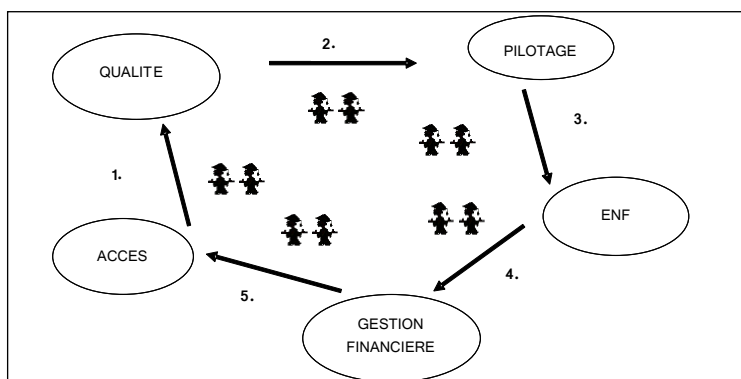 2.
PILOTAGE
QUALITE
3.
1.
ENF
ACCES
4.
5.
GESTION
FINANCIERE